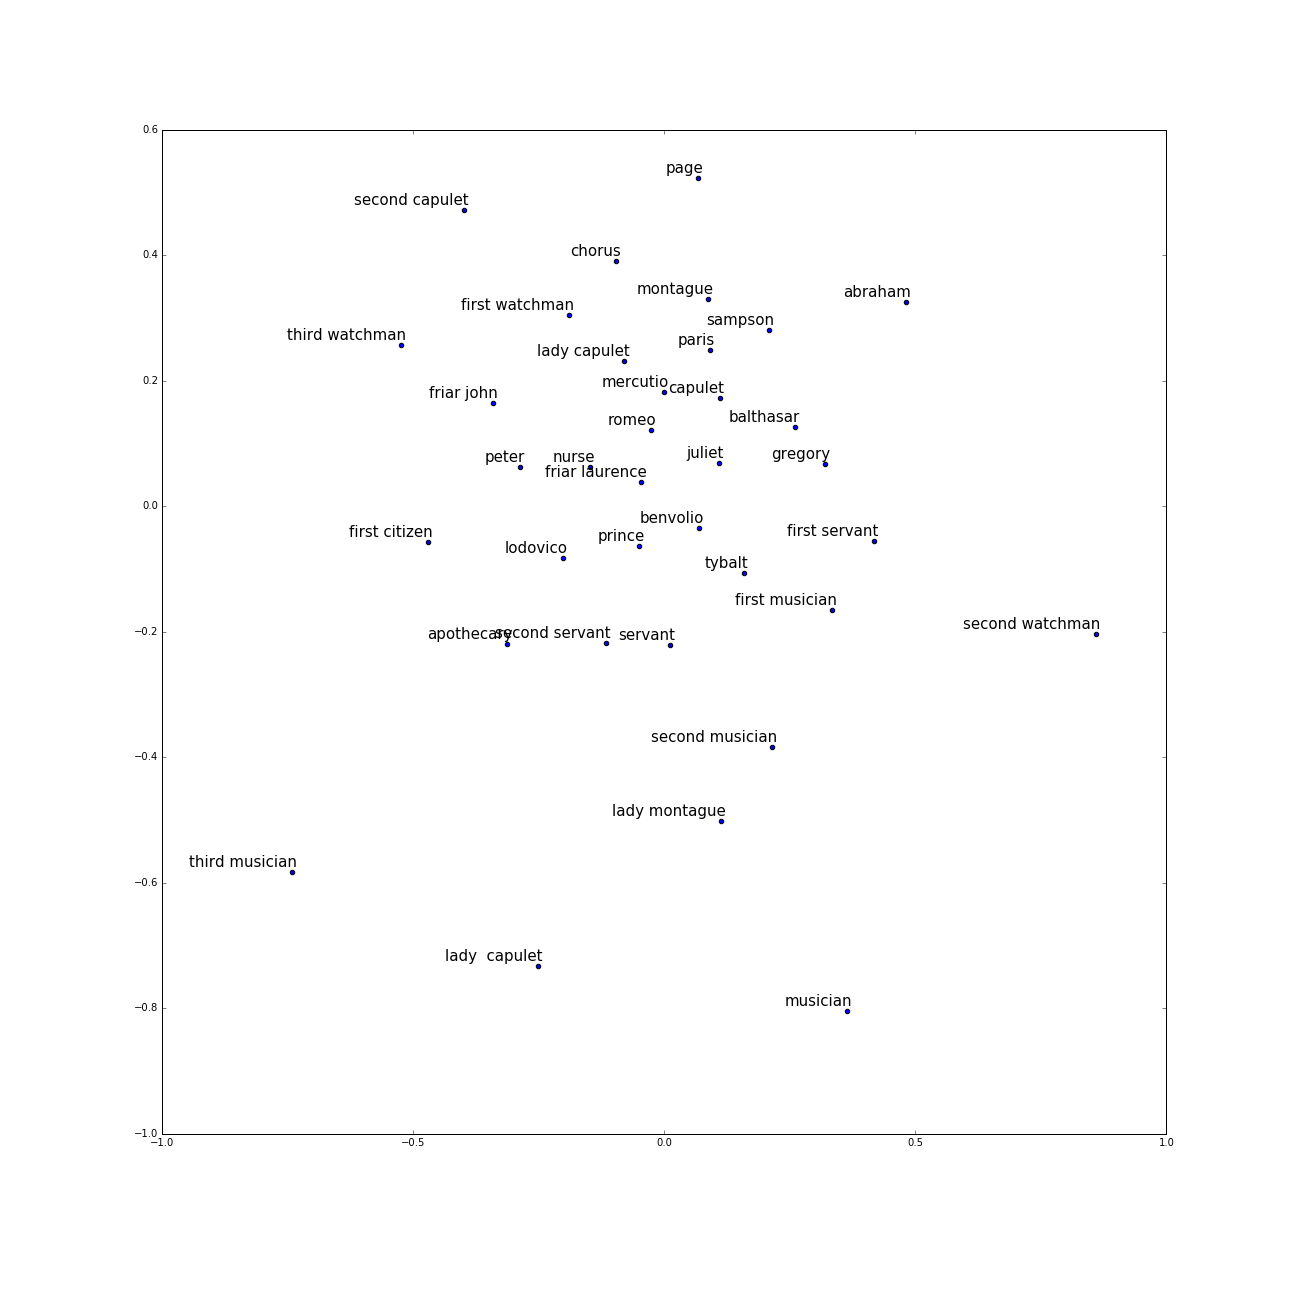 0.6
page
second capulet
chorus
0.4
montague
abraham
first watchman
sampson
third watchman
paris
lady capulet
mercutio
capulet
0.2
friar john
balthasar
romeo
juliet
gregory
peter
nurse
friar laurence
0.0
benvolio
first citizen
first servant
prince
lodovico
tybalt
first musician
second watchman
−0.2
apothecary
second servant
servant
second musician
−0.4
lady montague
third musician
−0.6
lady  capulet
musician
−0.8
−1.0
−1.0
−0.5
0.0
0.5
1.0